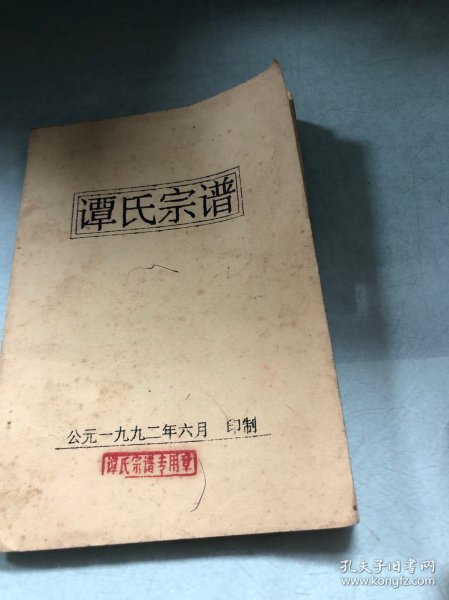 谭氏宗谱
公元一九九二年六月 印制
谭氏宗谱专用章
孔夫子旧书网
www.kongfz.com